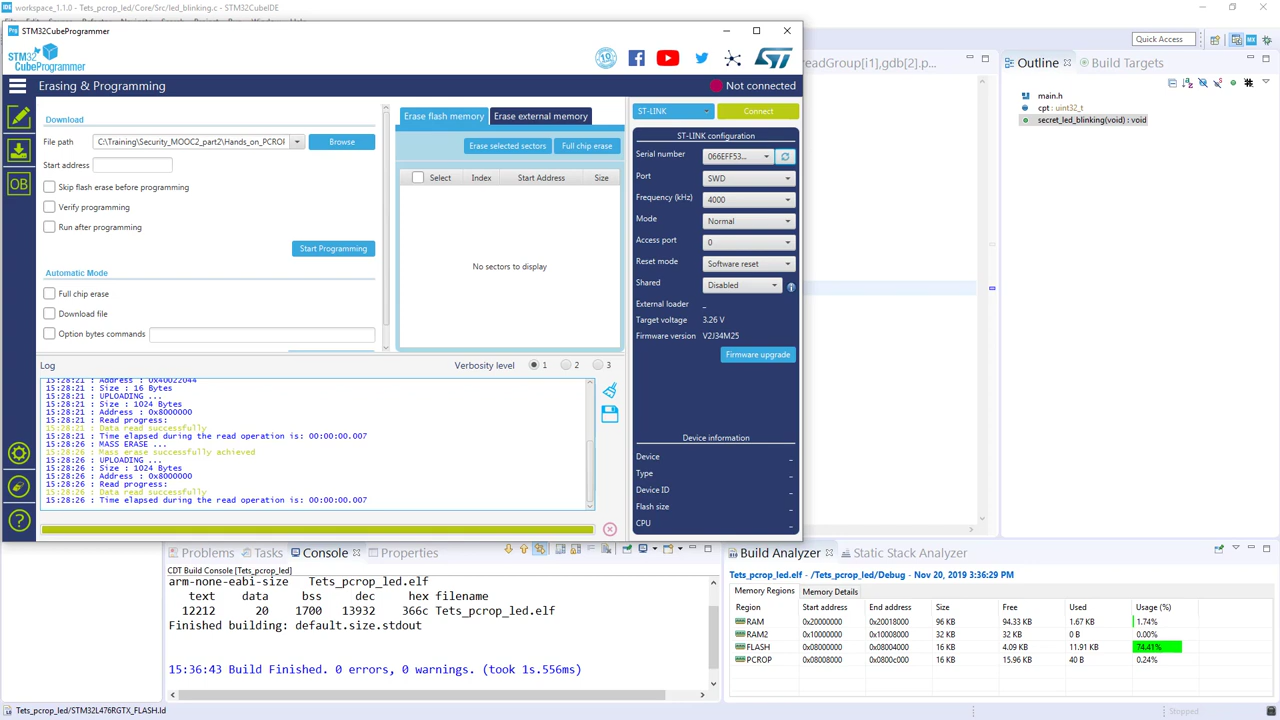 workspace_1.1.0 - Tets_pcrop_led/Core/Src/led_blinking.c - STM32CubeIDE
STM32CubeProgrammer
STM32
CubeProgrammer
Erasing & Programming
Not connected
Download
File path
C:\Training\Security_MOOC2_part2\Hands_On_PCROP
Browse
Start address
Skip flash erase before programming
Verify programming
Run after programming
Start Programming
Automatic Mode
Full chip erase
Download file
Option bytes commands
Erase flash memory
Erase external memory
Erase selected sectors
Full chip erase
Select
Index
Start Address
Size
No sectors to display
ST-LINK
Connect
ST-LINK configuration
Serial number
066EFF53...
Port
SWD
Frequency (kHz)
4000
Mode
Normal
Access port
0
Reset mode
Software reset
Shared
Disabled
External loader
_
Target voltage
3.26 V
Firmware version
V2J34M25
Firmware upgrade
Device information
Device
_
Type
_
Device ID
_
Flash size
_
CPU
_
Log
Verbosity level
1
2
3
15:28:21 : Address : 0x40022044
15:28:21 : Size : 16 Bytes
15:28:21 : UPLOADING ...
15:28:21 : Size : 1024 Bytes
15:28:21 : Address : 0x8000000
15:28:21 : Read progress:
15:28:21 : Data read successfully
15:28:21 : Time elapsed during the read operation is: 00:00:00.007
15:28:26 : MASS ERASE ...
15:28:26 : Mass erase successfully achieved
15:28:26 : UPLOADING ...
15:28:26 : Size : 1024 Bytes
15:28:26 : Address : 0x8000000
15:28:26 : Read progress:
15:28:26 : Data read successfully
15:28:26 : Time elapsed during the read operation is: 00:00:00.007
Quick Access
readGroup[i1],gdb[2].p...
Outline
Build Targets
main.h
cpt : uint32_t
secret_led_blinking(void) : void
Problems
Tasks
Console
Properties
CDT Build Console [Tets_pcrop_led]
arm-none-eabi-size Tets_pcrop_led.elf
text data bss dec hex filename
12212 20 1700 13932 366c Tets_pcrop_led.elf
Finished building: default.size.stdout
15:36:43 Build Finished. 0 errors, 0 warnings. (took 1s.556ms)
Build Analyzer
Static Stack Analyzer
Tets_pcrop_led.elf - /Tets_pcrop_led/Debug - Nov 20, 2019 3:36:29 PM
Memory Regions
Memory Details
Region Start address End address Size Free Used Usage (%)
RAM 0x20000000 0x20018000 96 KB 94.33 KB 1.67 KB 1.74%
RAM2 0x10000000 0x10008000 32 KB 32 KB 0 B 0.00%
FLASH 0x08000000 0x08004000 16 KB 4.09 KB 11.91 KB 74.41%
PCROP 0x08008000 0x0800c000 16 KB 15.96 KB 40 B 0.24%
Tets_pcrop_led/STM32L476RGTX_FLASH.ld
Stopped